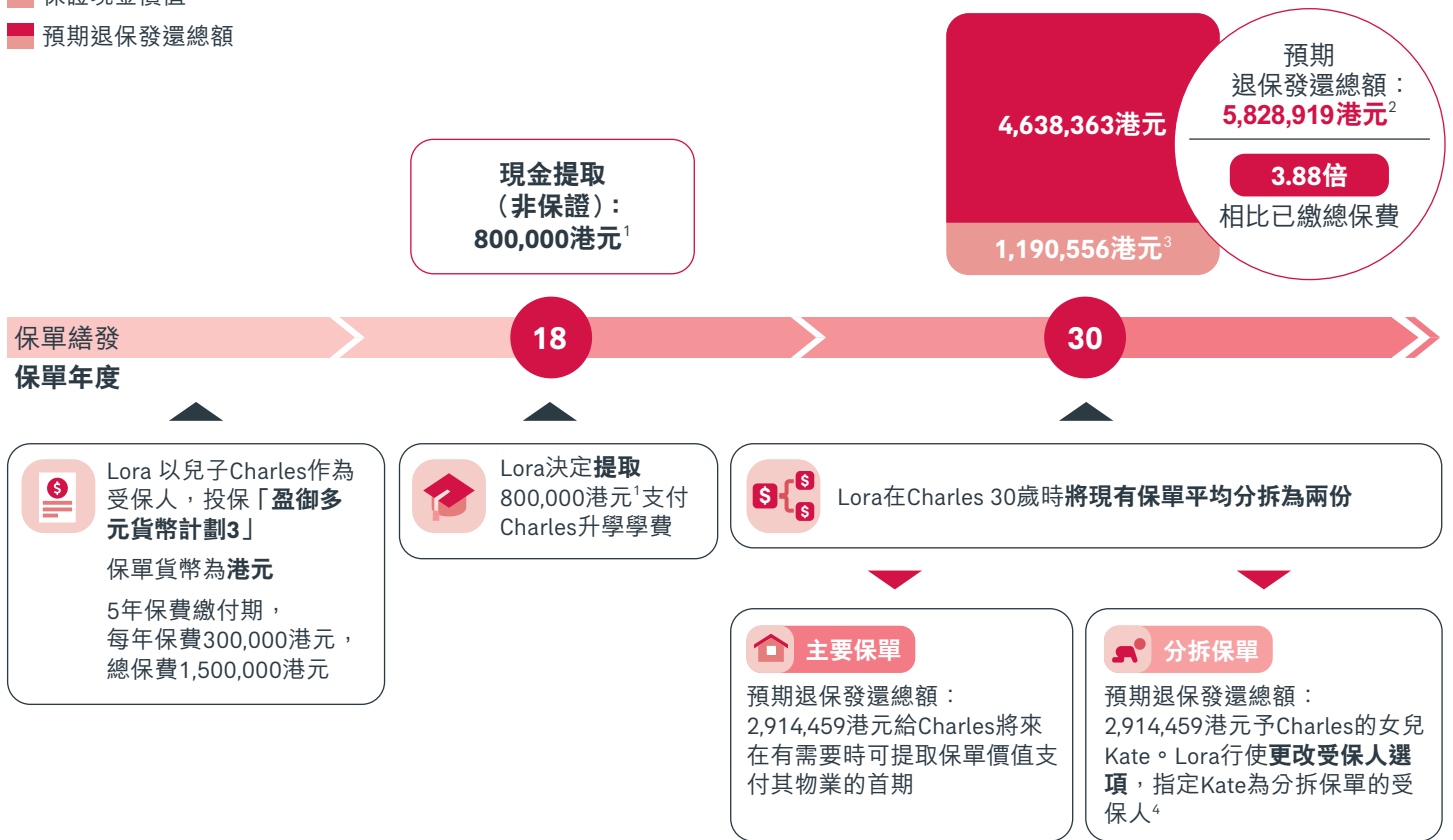 預期退保發還總額
4,638,363港元
1,190,556港元3
預期
退保發還總額：
5,828,919港元2
3.88倍
相比已繳總保費
現金提取
（非保證）：
800,000港元1
保單繕發
18
30
保單年度
Lora 以兒子Charles作為
受保人，投保「盈御多
元貨幣計劃3」
保單貨幣為港元
5年保費繳付期，
每年保費300,000港元，
總保費1,500,000港元
Lora決定提取
800,000港元1支付
Charles升學學費
Lora在Charles 30歲時將現有保單平均分拆為兩份
主要保單
預期退保發還總額：
2,914,459港元給Charles將來
在有需要時可提取保單價值支
付其物業的首期
分拆保單
預期退保發還總額：
2,914,459港元予Charles的女兒
Kate。Lora行使更改受保人選
項，指定Kate為分拆保單的受
保人4